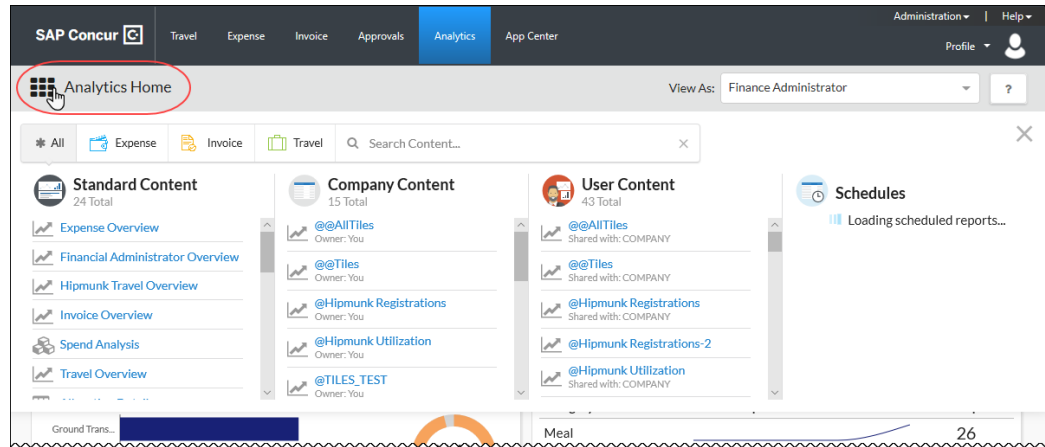 Administration | Help
SAP Concur C Travel Expense Invoice Approvals Analytics App Center
Profile
Analytics Home View As: Finance Administrator ?
All Expense Invoice Travel Search Content...
Standard Content
24 Total
Expense Overview
Financial Administrator Overview
Hipmunk Travel Overview
Invoice Overview
Spend Analysis
Travel Overview
Company Content
15 Total
@@AllTiles
Owner: You
@@Tiles
Owner: You
@Hipmunk Registrations
Owner: You
@Hipmunk Utilization
Owner: You
@TILES_TEST
Owner: You
User Content
43 Total
@@AllTiles
Shared with: COMPANY
@@Tiles
Shared with: COMPANY
@Hipmunk Registrations
Shared with: COMPANY
@Hipmunk Registrations-2
@Hipmunk Utilization
Shared with: COMPANY
Schedules
Loading scheduled reports...
Ground Trans...
Meal 26